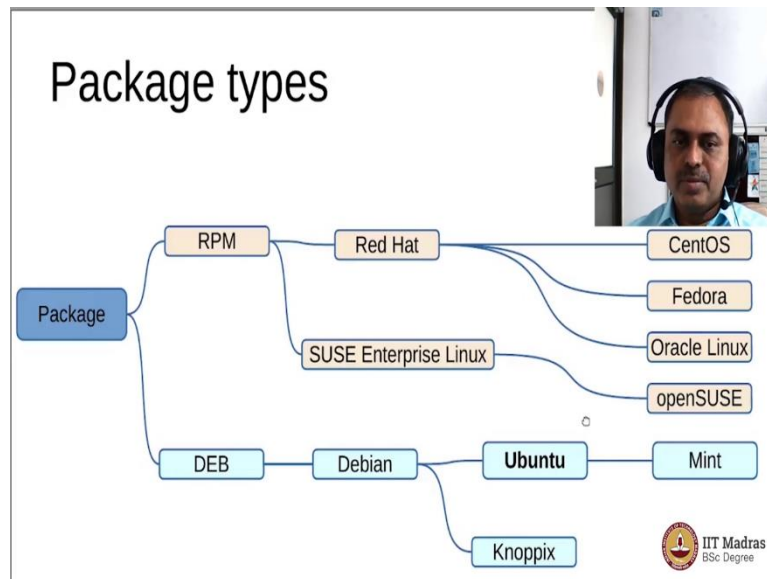 Package types
RPM
Red Hat
CentOS
Package
Fedora
SUSE Enterprise Linux
Oracle Linux
openSUSE
DEB
Debian
Ubuntu
Mint
Knoppix
IIT Madras
BSc Degree